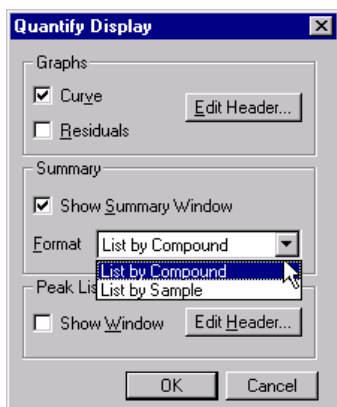 Quantify Display
Graphs
Curve
Edit Header...
Residuals
Summary
Show Summary Window
Format List by Compound
List by Compound
Peak Lis List by Sample
Show Window Edit Header...
OK Cancel